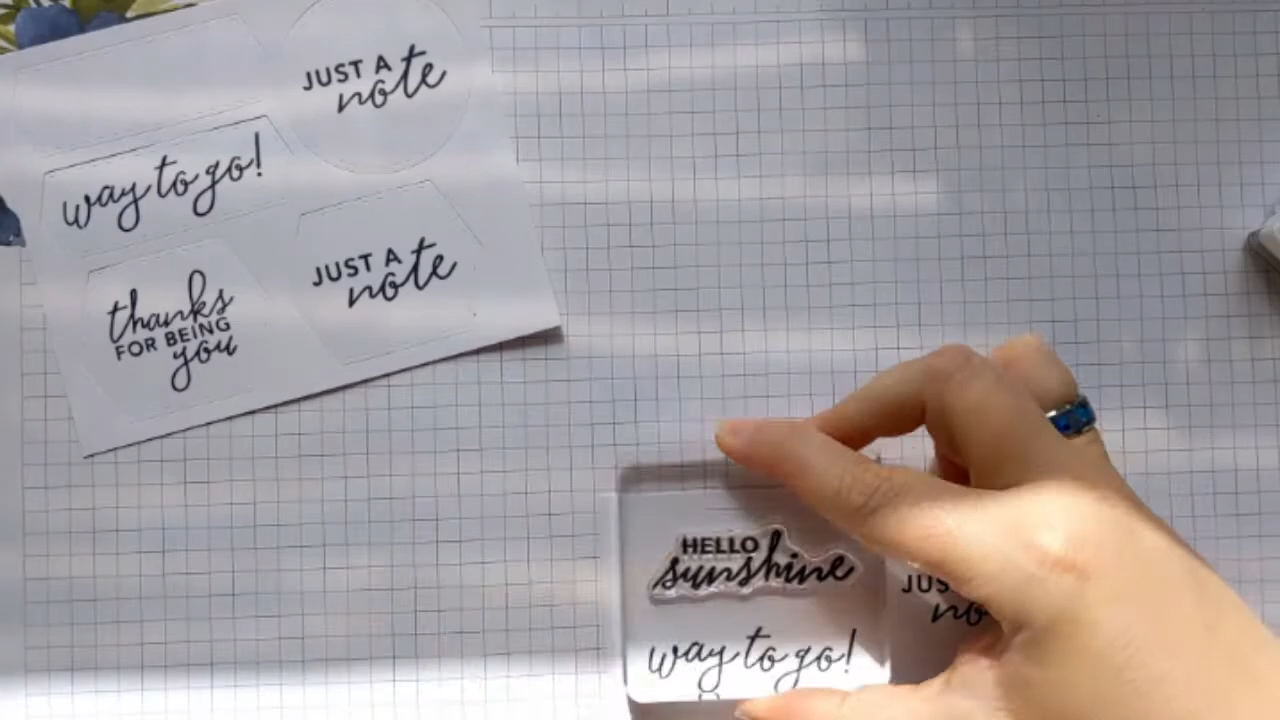 JUST A
note
way to go!
JUST A
note
thanks
FOR BEING
you
HELLO
sunshine
way to go!